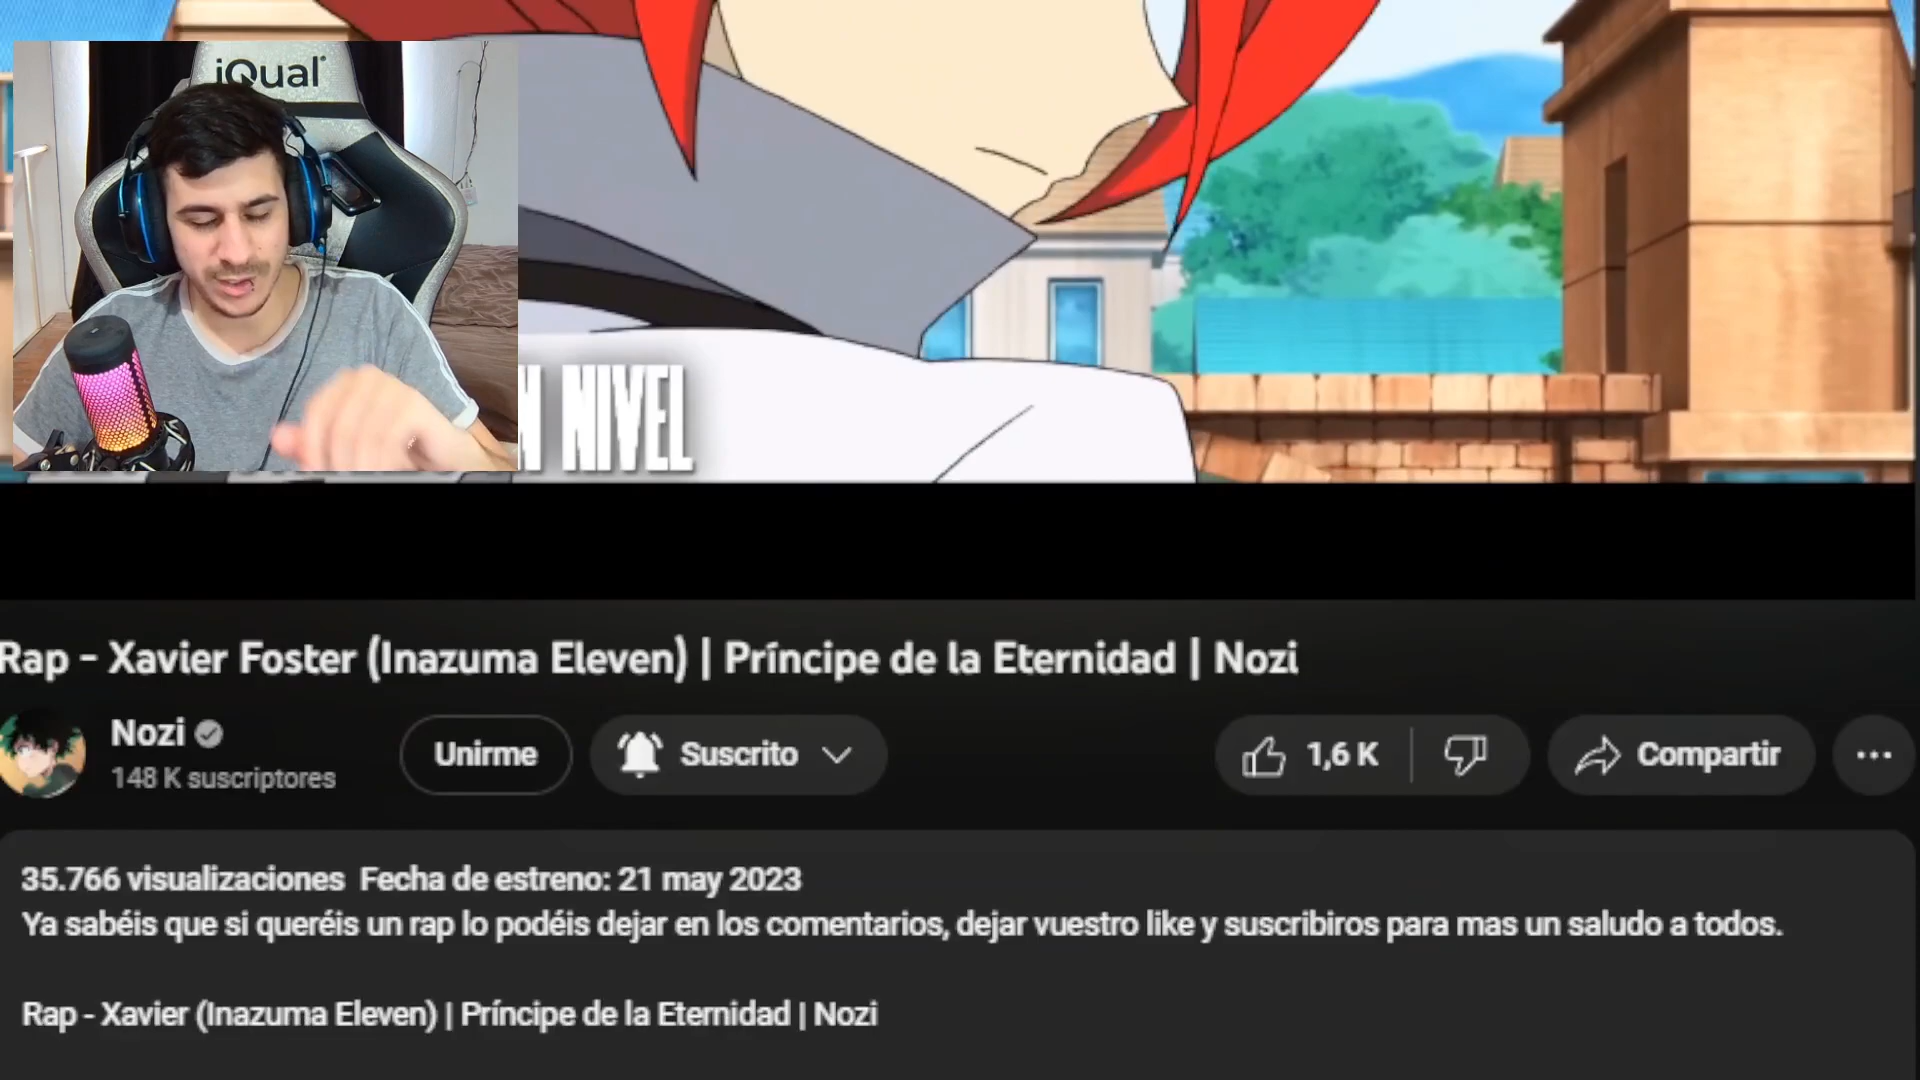 iQual
N NIVEL
Rap - Xavier Foster (Inazuma Eleven) | Príncipe de la Eternidad | Nozi
Nozi
148 K suscriptores
Unirme
Suscrito
1,6 K
Compartir
35.766 visualizaciones Fecha de estreno: 21 may 2023
Ya sabéis que si queréis un rap lo podéis dejar en los comentarios, dejar vuestro like y suscribiros para mas un saludo a todos.
Rap - Xavier (Inazuma Eleven) | Príncipe de la Eternidad | Nozi